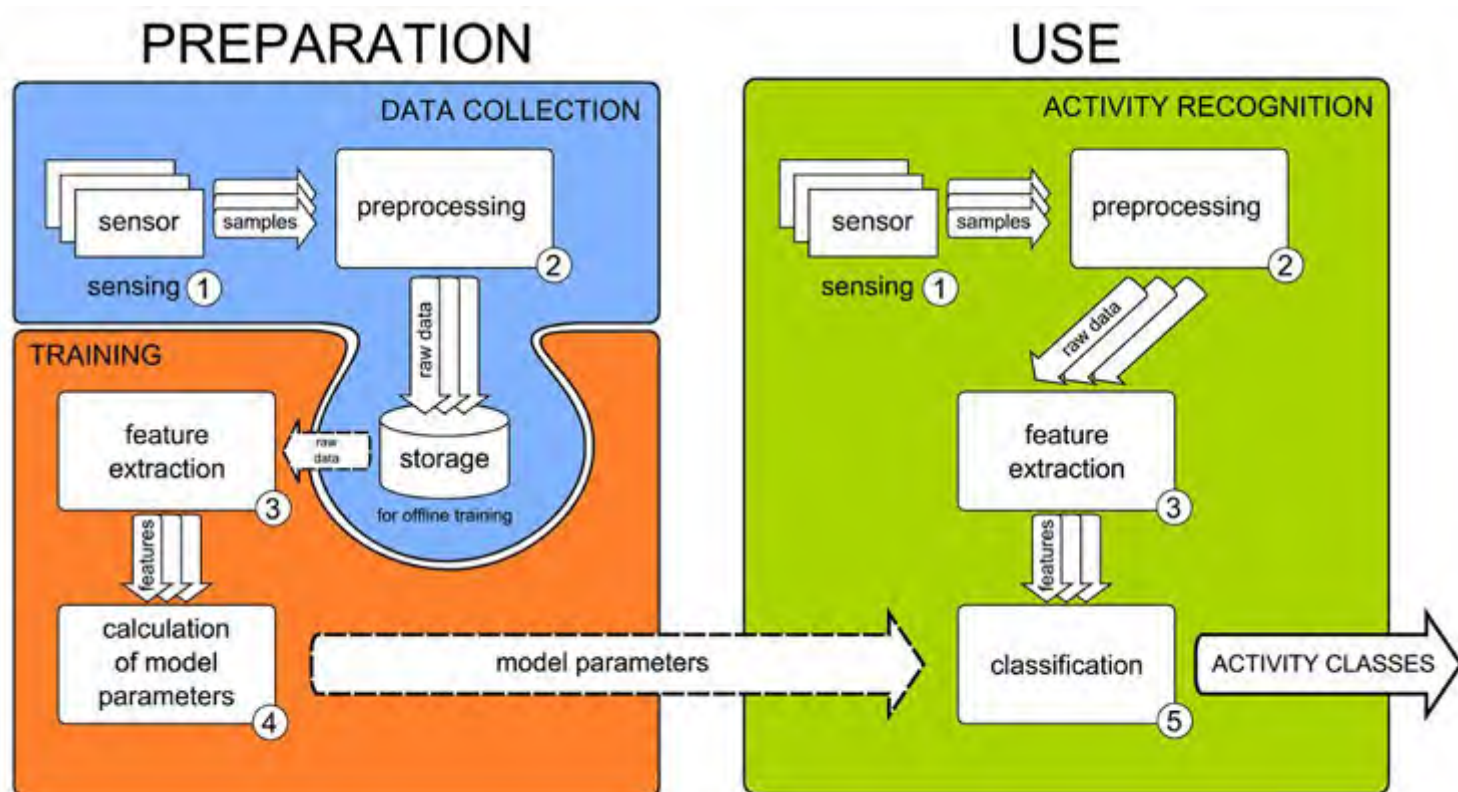 PREPARATION
DATA COLLECTION
sensor
samples
preprocessing
sensing 1
2
raw data
storage
for offline training
TRAINING
raw
data
feature
extraction
3
features
calculation
of model
parameters
4
model parameters
USE
ACTIVITY RECOGNITION
sensor
samples
preprocessing
sensing 1
2
raw data
feature
extraction
3
features
classification
5
ACTIVITY CLASSES